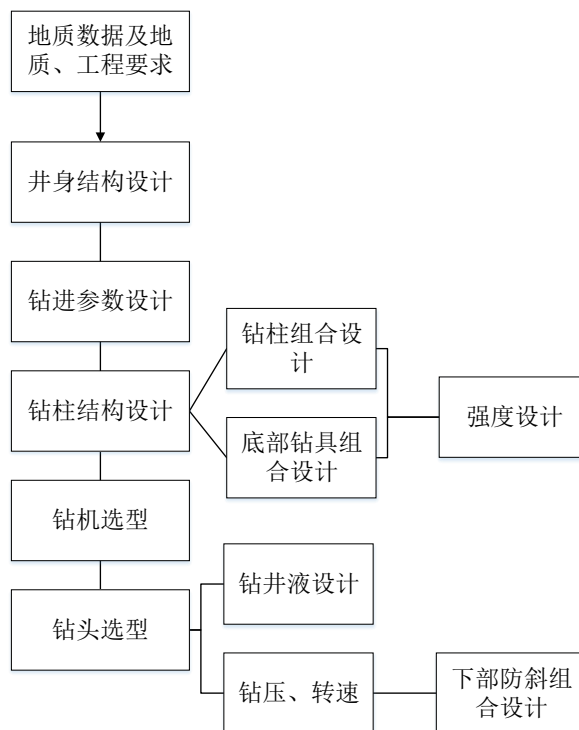 地质数据及地
质、工程要求
井身结构设计
钻进参数设计
钻柱组合设
计
钻柱结构设计
强度设计
底部钻具组
合设计
钻机选型
钻井液设计
钻头选型
钻压、转速
下部防斜组
合设计